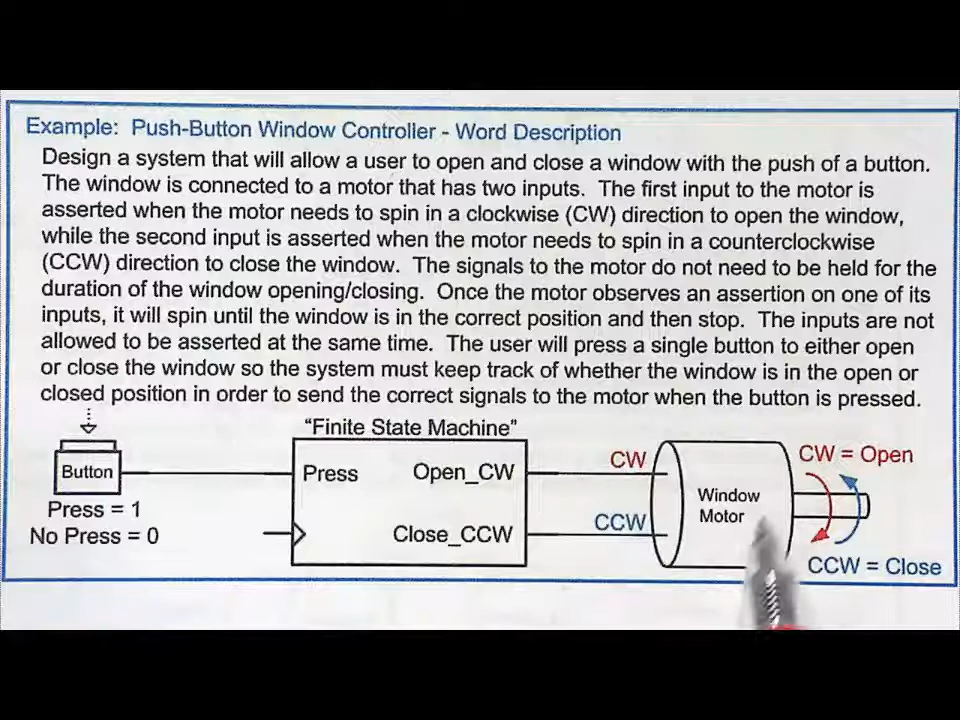 Example: Push-Button Window Controller - Word Description
Design a system that will allow a user to open and close a window with the push of a button.
The window is connected to a motor that has two inputs. The first input to the motor is
asserted when the motor needs to spin in a clockwise (CW) direction to open the window,
while the second input is asserted when the motor needs to spin in a counterclockwise
(CCW) direction to close the window. The signals to the motor do not need to be held for the
duration of the window opening/closing. Once the motor observes an assertion on one of its
inputs, it will spin until the window is in the correct position and then stop. The inputs are not
allowed to be asserted at the same time. The user will press a single button to either open
or close the window so the system must keep track of whether the window is in the open or
closed position in order to send the correct signals to the motor when the button is pressed.
"Finite State Machine"
Button
Press = 1
No Press = 0
Press
Open_CW
Close_CCW
CW
CCW
Window
Motor
CW = Open
CCW = Close